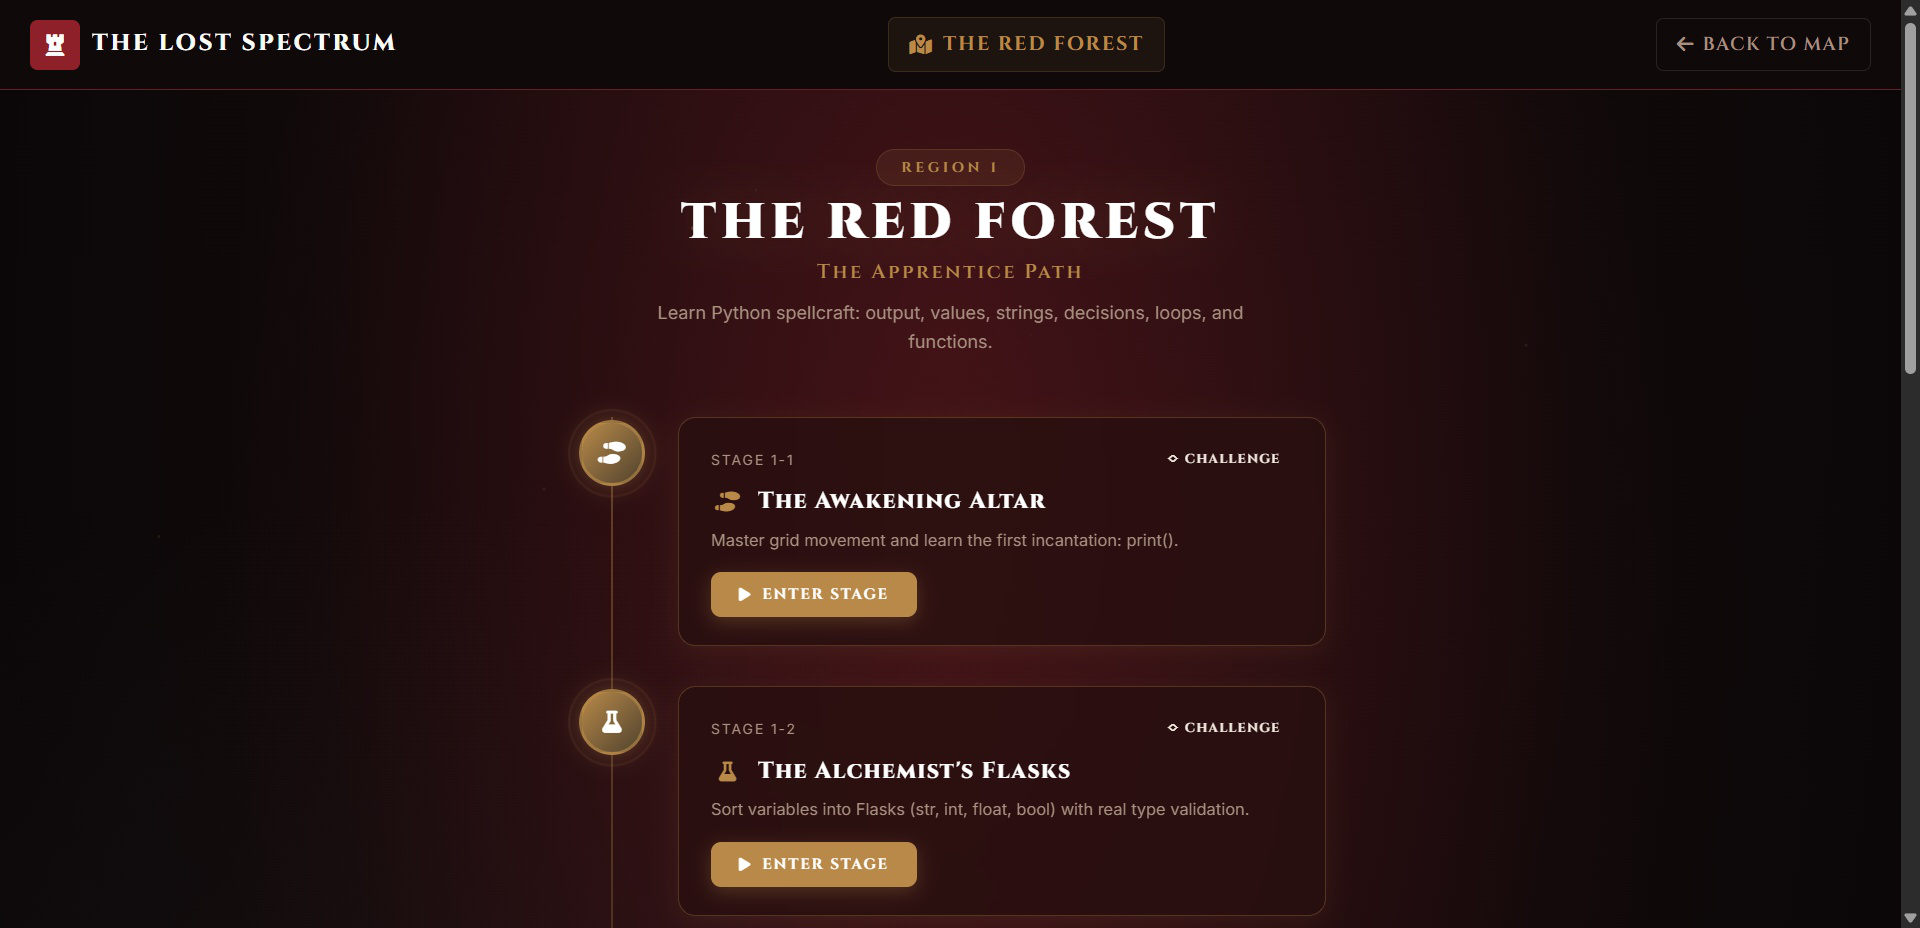 THE LOST SPECTRUM
THE RED FOREST
BACK TO MAP
REGION 1
THE RED FOREST
The Apprentice Path
Learn Python spellcraft: output, values, strings, decisions, loops, and
functions.
STAGE 1-1
CHALLENGE
The Awakening Altar
Master grid movement and learn the first incantation: print().
ENTER STAGE
STAGE 1-2
CHALLENGE
The Alchemist's Flasks
Sort variables into Flasks (str, int, float, bool) with real type validation.
ENTER STAGE